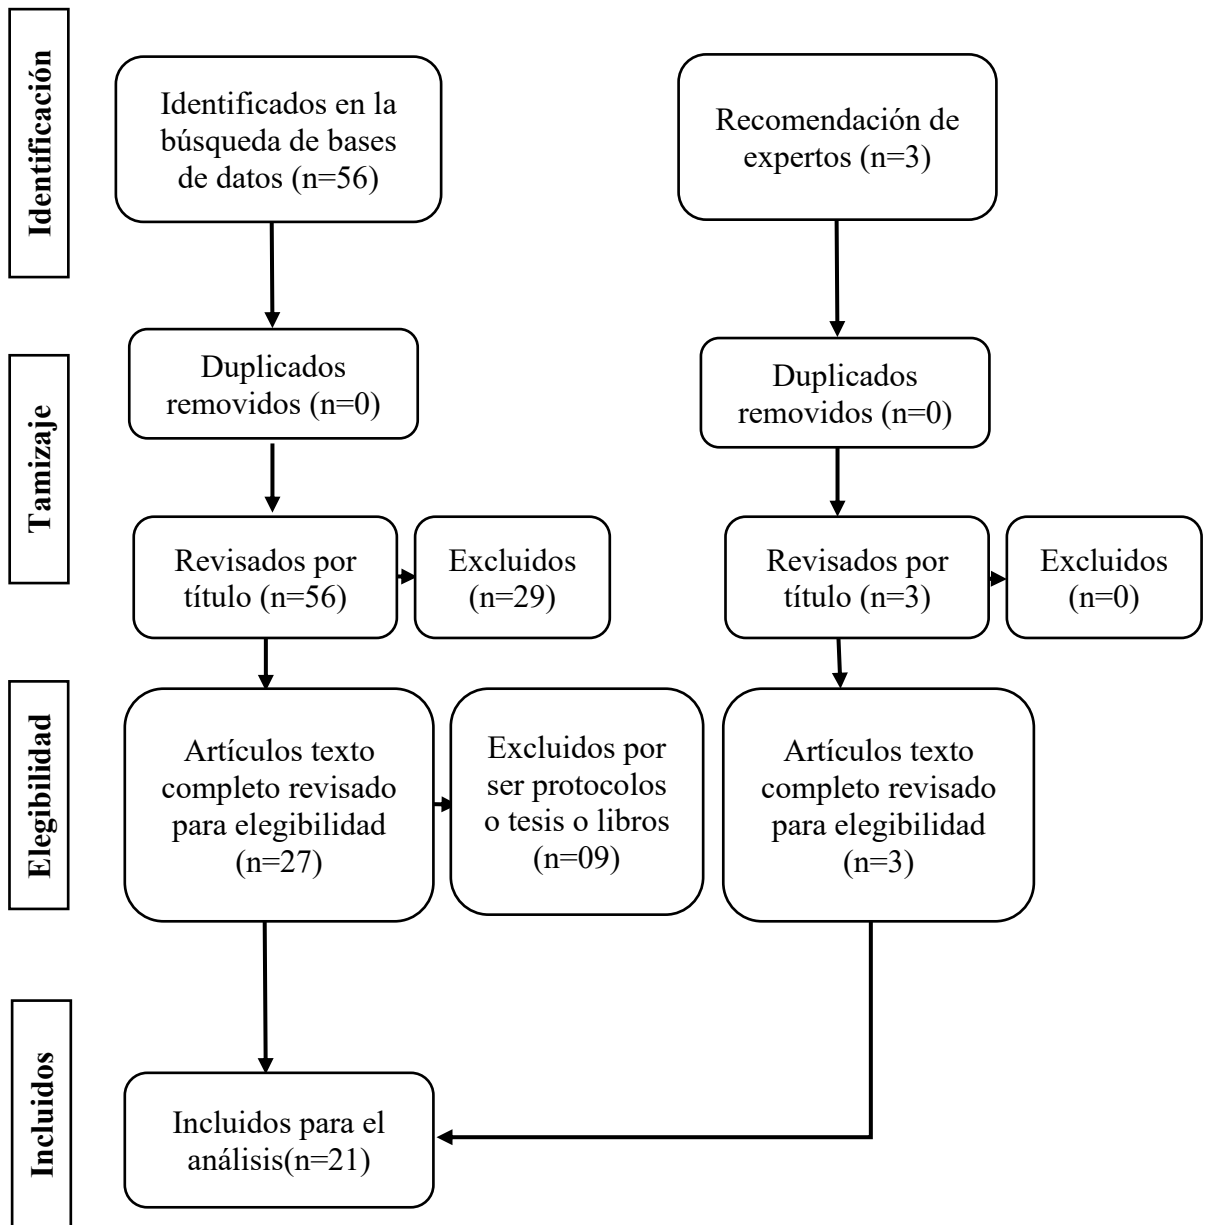 Identificación
Identificados en la
búsqueda de bases
de datos (n=56)
Recomendación de
expertos (n=3)
Tamizaje
Duplicados
removidos (n=0)
Duplicados
removidos (n=0)
Revisados por
título (n=56)
Excluidos
(n=29)
Revisados por
título (n=3)
Excluidos
(n=0)
Elegibilidad
Artículos texto
completo revisado
para elegibilidad
(n=27)
Excluidos por
ser protocolos
o tesis o libros
(n=09)
Artículos texto
completo revisado
para elegibilidad
(n=3)
Incluidos
Incluidos para el
análisis(n=21)